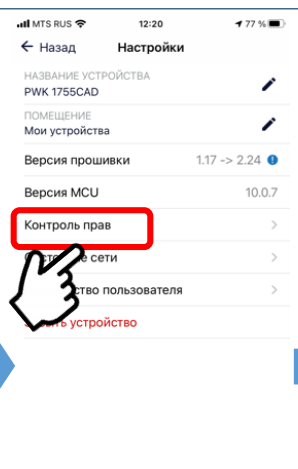 MTS RUS 12:20 77 %
Назад Настройки
НАЗВАНИЕ УСТРОЙСТВА
PWK 1755CAD
ПОМЕЩЕНИЕ
Мои устройства
Версия прошивки 1.17 -> 2.24
Версия MCU 10.0.7
Контроль прав
сети
пользователя
устройство